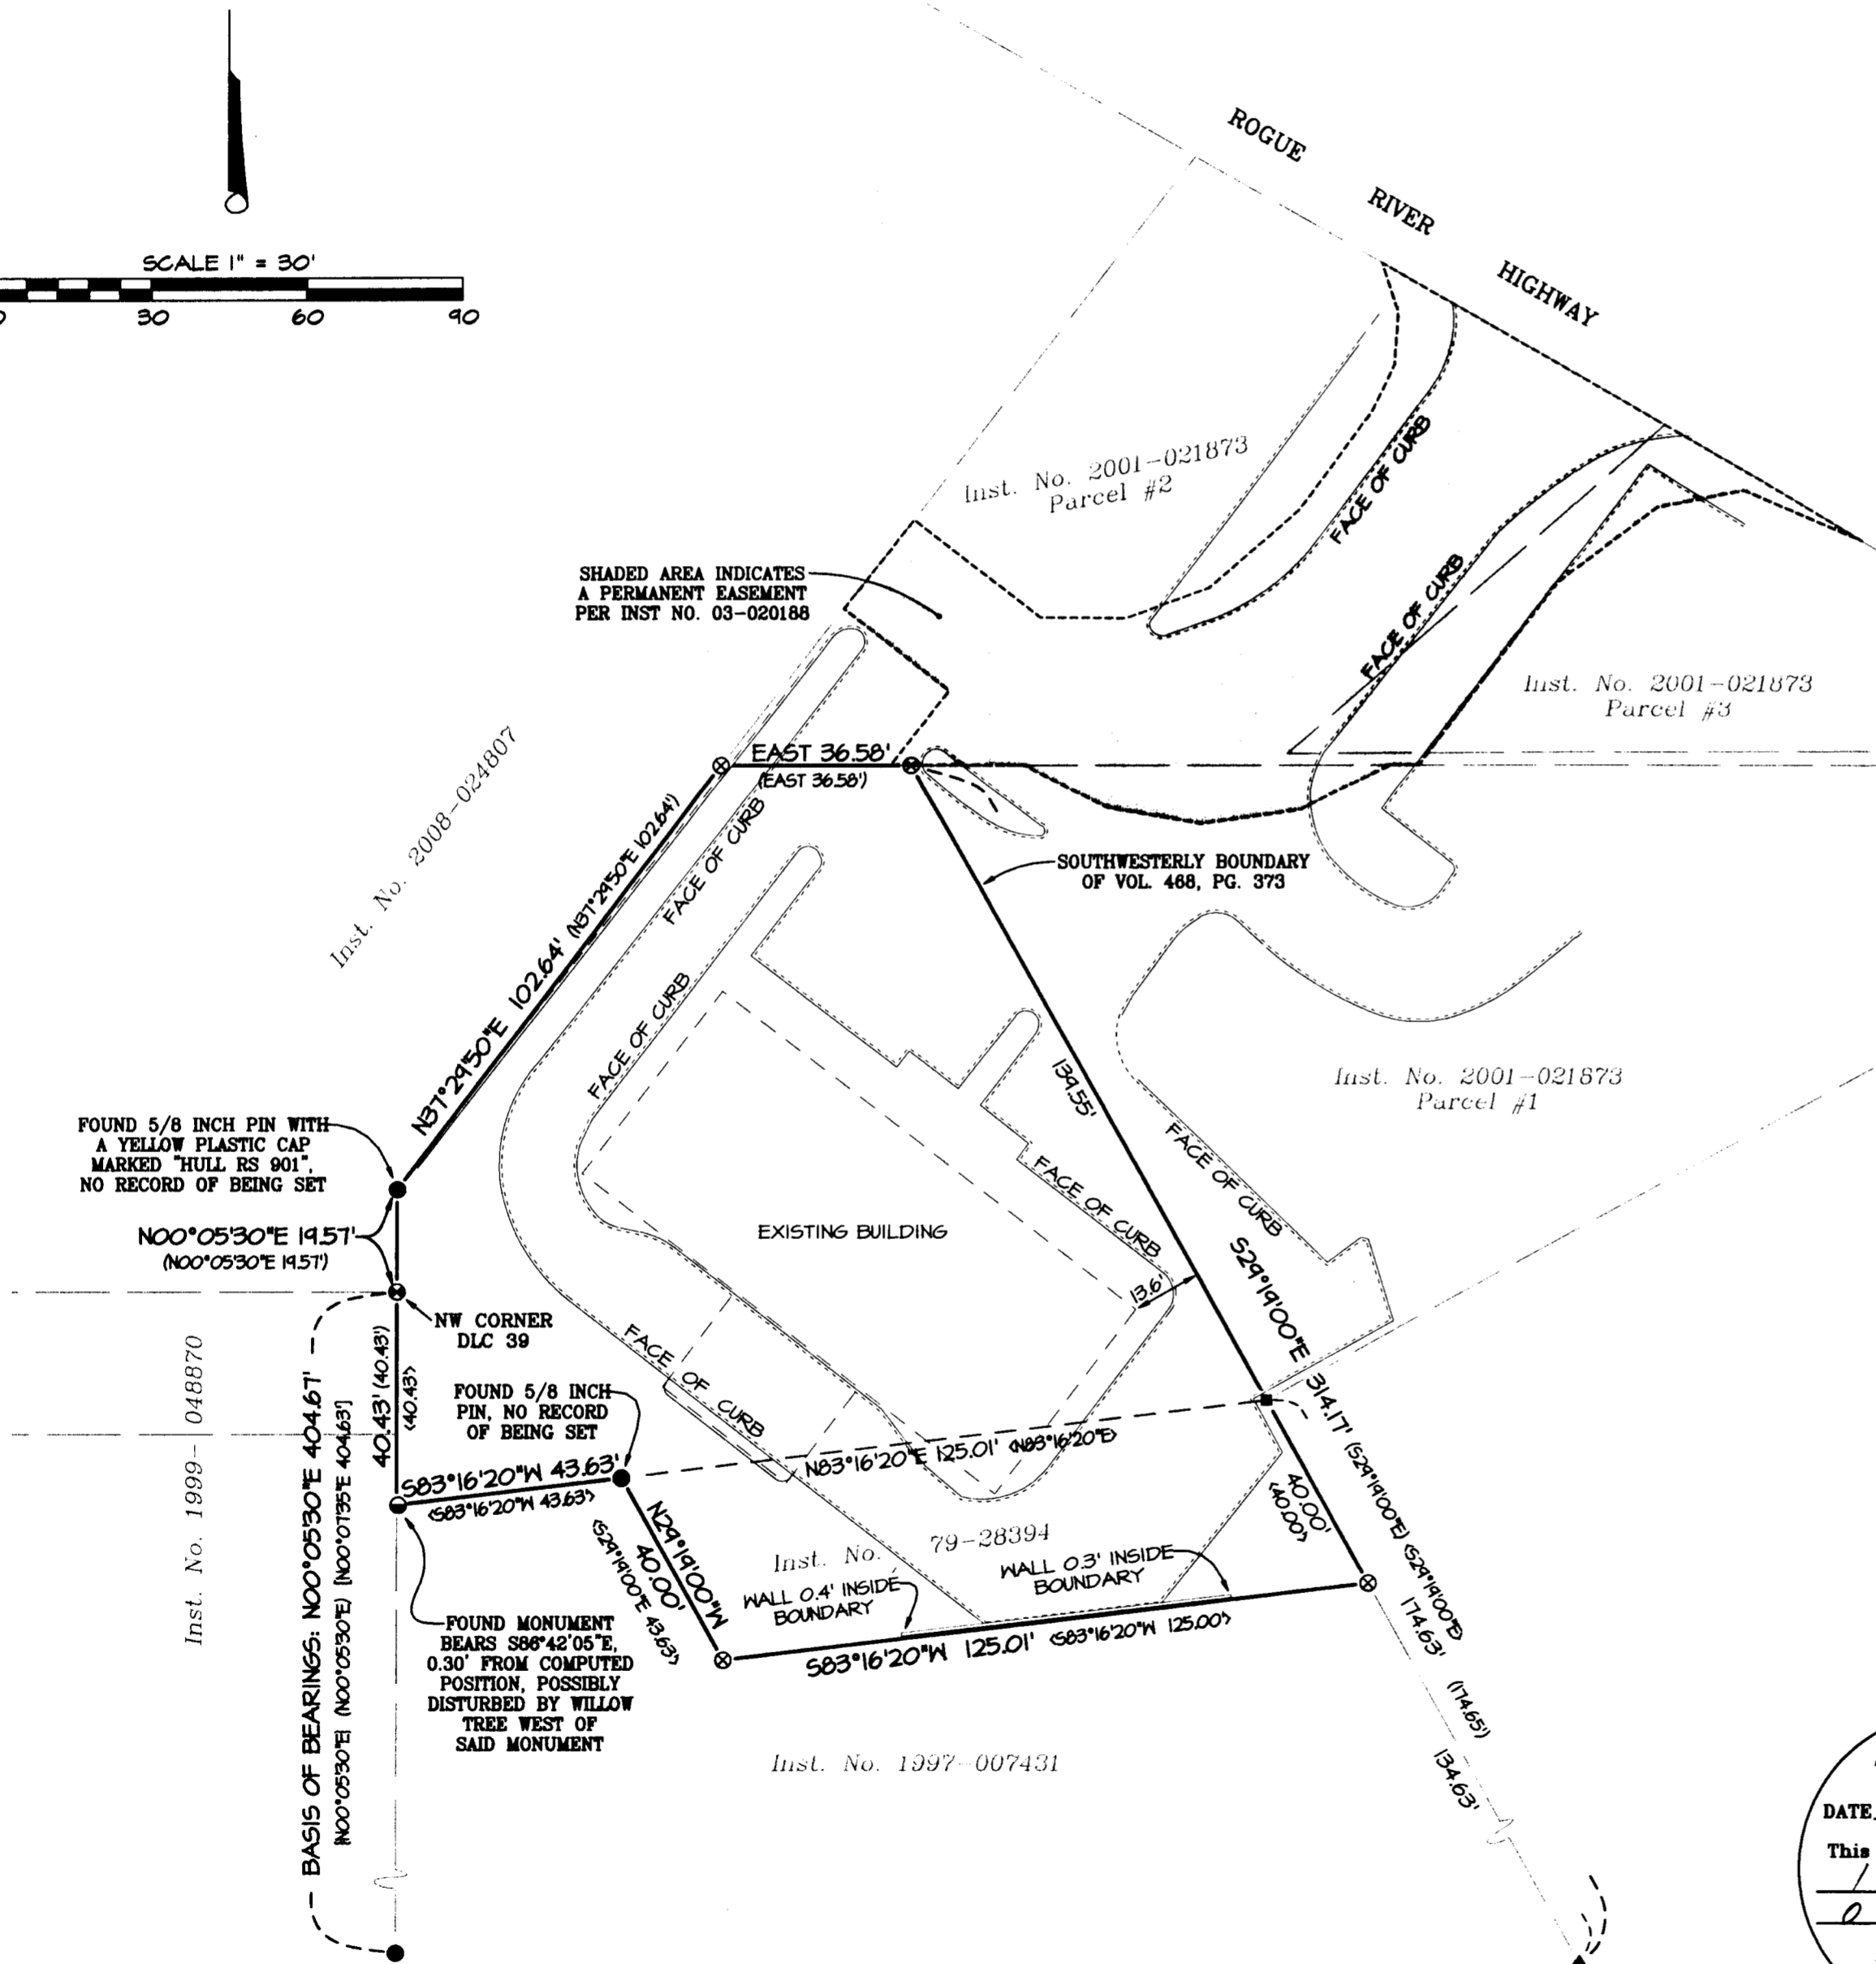 SCALE 1" = 30'
30
60
90
ROGUE
RIVER
HIGHWAY
Inst. No. 2001-021873
Parcel #2
FACE OF CURB
FACE OF CURB
SHADED AREA INDICATES
A PERMANENT EASEMENT
PER INST NO. 03-020188
Inst. No. 2001-021873
Parcel #3
EAST 36.58'
(EAST 36.58')
Inst. No. 2008-024807
N37°29'50"E 102.64' (N37°29'50"E 102.64')
FACE OF CURB
SOUTHWESTERLY BOUNDARY
OF VOL. 468, PG. 373
FACE OF CURB
139.55'
Inst. No. 2001-021873
Parcel #1
FOUND 5/8 INCH PIN WITH
A YELLOW PLASTIC CAP
MARKED "HULL RS 901",
NO RECORD OF BEING SET
N00°05'30"E 19.57'
(N00°05'30"E 19.57')
EXISTING BUILDING
FACE OF CURB
FACE OF CURB
13.6'
S29°19'00"E 314.17' (S29°19'00"E) <S29°19'00"E>
NW CORNER
DLC 39
FACE OF CURB
40.43' (40.43')
<40.43'>
Inst. No. 1999- 048870
BASIS OF BEARINGS: N00°05'30"E 404.67'
[N00°05'30"E] (N00°05'30"E) [N00°07'35"E 404.63']
FOUND 5/8 INCH
PIN, NO RECORD
OF BEING SET
N83°16'20"E 125.01' <N83°16'20"E>
S83°16'20"W 43.63'
<S83°16'20"W 43.63'>
N29°19'00"W
40.00'
<S29°19'00"E 43.63'>
40.00'
<40.00'>
Inst. No. 79-28394
WALL 0.4' INSIDE
BOUNDARY
WALL 0.3' INSIDE
BOUNDARY
S83°16'20"W 125.01' <S83°16'20"W 125.00'>
174.63'
(174.65')
134.63'
FOUND MONUMENT
BEARS S86°42'05"E,
0.30' FROM COMPUTED
POSITION, POSSIBLY
DISTURBED BY WILLOW
TREE WEST OF
SAID MONUMENT
Inst. No. 1997-007431
DATE
This